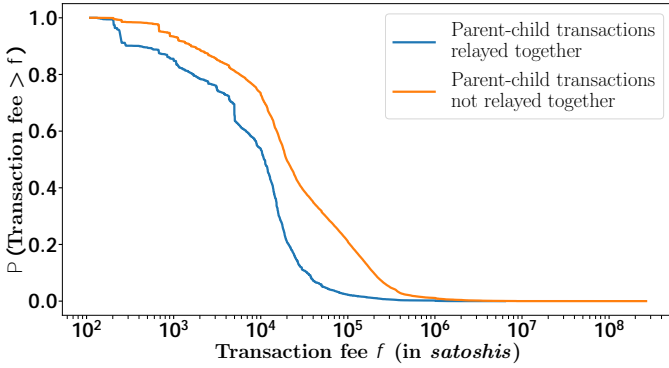 Parent-child transactions
relayed together
Parent-child transactions
not relayed together
P (Transaction fee > f)
1.0
0.8
0.6
0.4
0.2
0.0
10² 10³ 10⁴ 10⁵ 10⁶ 10⁷ 10⁸
Transaction fee f (in satoshis)